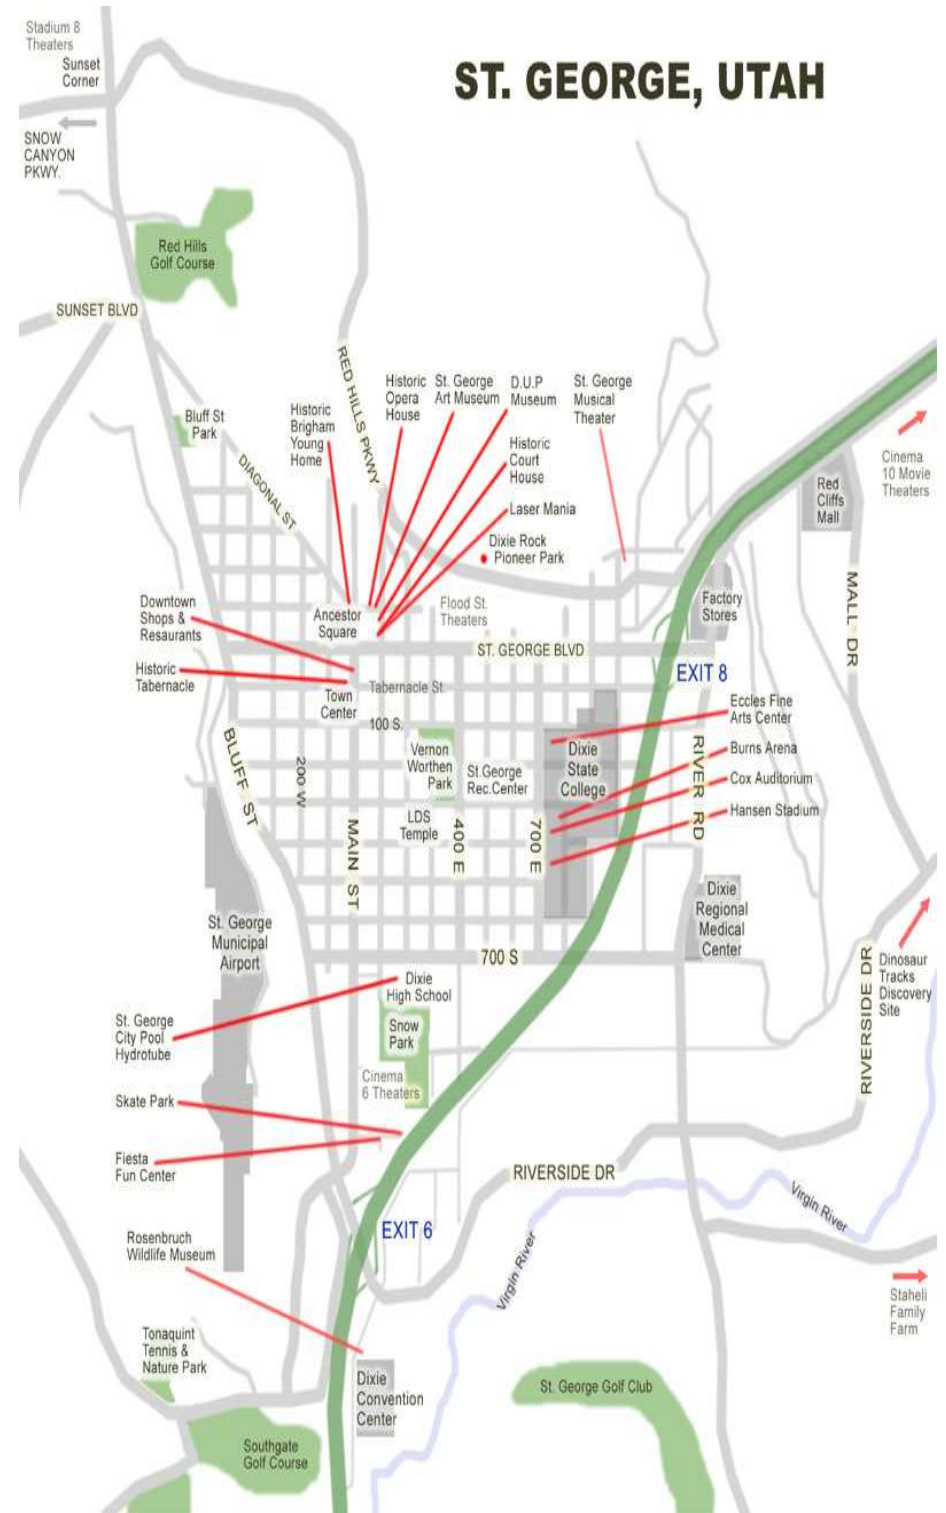 Stadium 8
Theaters
Sunset
Corner
ST. GEORGE, UTAH
SNOW
CANYON
PKWY.
Red Hills
Golf Course
SUNSET BLVD
RED HILLS PKWY
Historic
Opera
House
St. George
Art Museum
D.U.P
Museum
St. George
Musical
Theater
Historic
Brigham
Young
Home
Bluff St
Park
DIAGONAL ST
Historic
Court
House
Laser Mania
Dixie Rock
Pioneer Park
Cinema
10 Movie
Theaters
Red
Cliffs
Mall
MALL DR
Factory
Stores
Downtown
Shops &
Resaurants
Ancestor
Square
Flood St.
Theaters
ST. GEORGE BLVD
EXIT 8
Historic
Tabernacle
Town
Center
Tabernacle St.
100 S.
Eccles Fine
Arts Center
Burns Arena
Cox Auditorium
Hansen Stadium
BLUFF ST
200 W
MAIN ST
Vernon
Worthen
Park
St.George
Rec.Center
Dixie
State
College
RIVER RD
LDS
Temple
400 E
700 E
Dixie
Regional
Medical
Center
St. George
Municipal
Airport
700 S
RIVERSIDE DR
Dinosaur
Tracks
Discovery
Site
Dixie
High School
Snow
Park
St. George
City Pool
Hydrotube
Cinema
6 Theaters
Skate Park
Fiesta
Fun Center
RIVERSIDE DR
Virgin River
EXIT 6
Virgin River
Rosenbruch
Wildlife Museum
Staheli
Family
Farm
Tonaquint
Tennis &
Nature Park
Dixie
Convention
Center
St. George Golf Club
Southgate
Golf Course